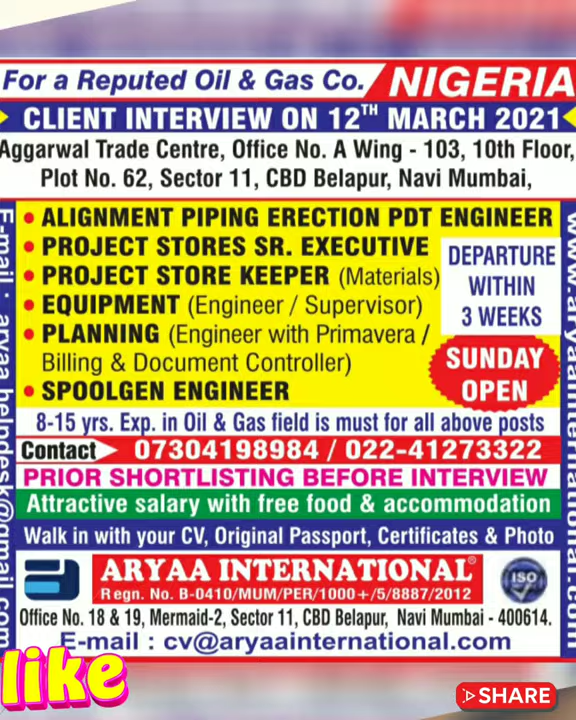 For a Reputed Oil & Gas Co. NIGERIA
CLIENT INTERVIEW ON 12TH MARCH 2021
Aggarwal Trade Centre, Office No. A Wing - 103, 10th Floor,
Plot No. 62, Sector 11, CBD Belapur, Navi Mumbai,
• ALIGNMENT PIPING ERECTION PDT ENGINEER
• PROJECT STORES SR. EXECUTIVE
• PROJECT STORE KEEPER (Materials)
• EQUIPMENT (Engineer / Supervisor)
• PLANNING (Engineer with Primavera /
Billing & Document Controller)
• SPOOLGEN ENGINEER
DEPARTURE
WITHIN
3 WEEKS
SUNDAY
OPEN
E-mail : aryaa.helpdesk@gmail.com
www.aryaainternational.com
8-15 yrs. Exp. in Oil & Gas field is must for all above posts
Contact 07304198984 / 022-41273322
PRIOR SHORTLISTING BEFORE INTERVIEW
Attractive salary with free food & accommodation
Walk in with your CV, Original Passport, Certificates & Photo
ARYAA INTERNATIONAL®
Regn. No. B-0410/MUM/PER/1000+/5/8887/2012
ISO
Office No. 18 & 19, Mermaid-2, Sector 11, CBD Belapur, Navi Mumbai - 400614.
E-mail : cv@aryaainternational.com
like
SHARE